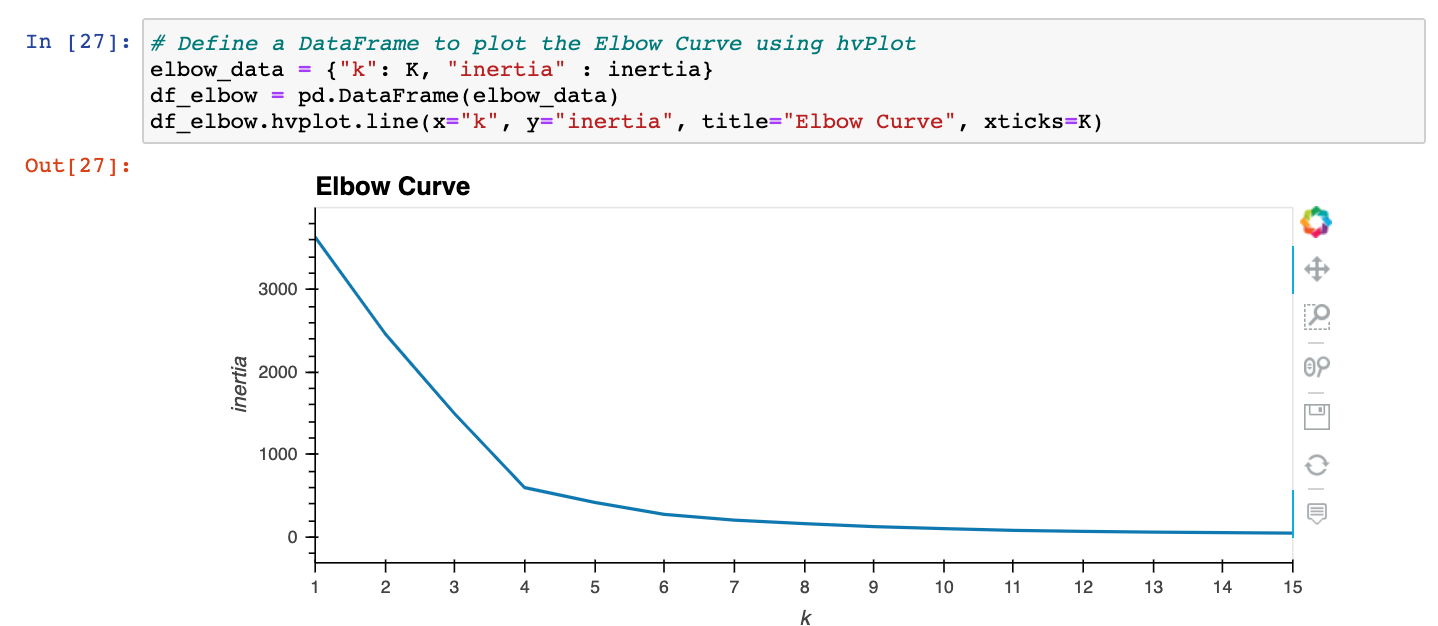 In [27]: # Define a DataFrame to plot the Elbow Curve using hvPlot
elbow_data = {"k": K, "inertia" : inertia}
df_elbow = pd.DataFrame(elbow_data)
df_elbow.hvplot.line(x="k", y="inertia", title="Elbow Curve", xticks=K)
Out[27]:
Elbow Curve
3000
2000
1000
0
inertia
1 2 3 4 5 6 7 8 9 10 11 12 13 14 15
k